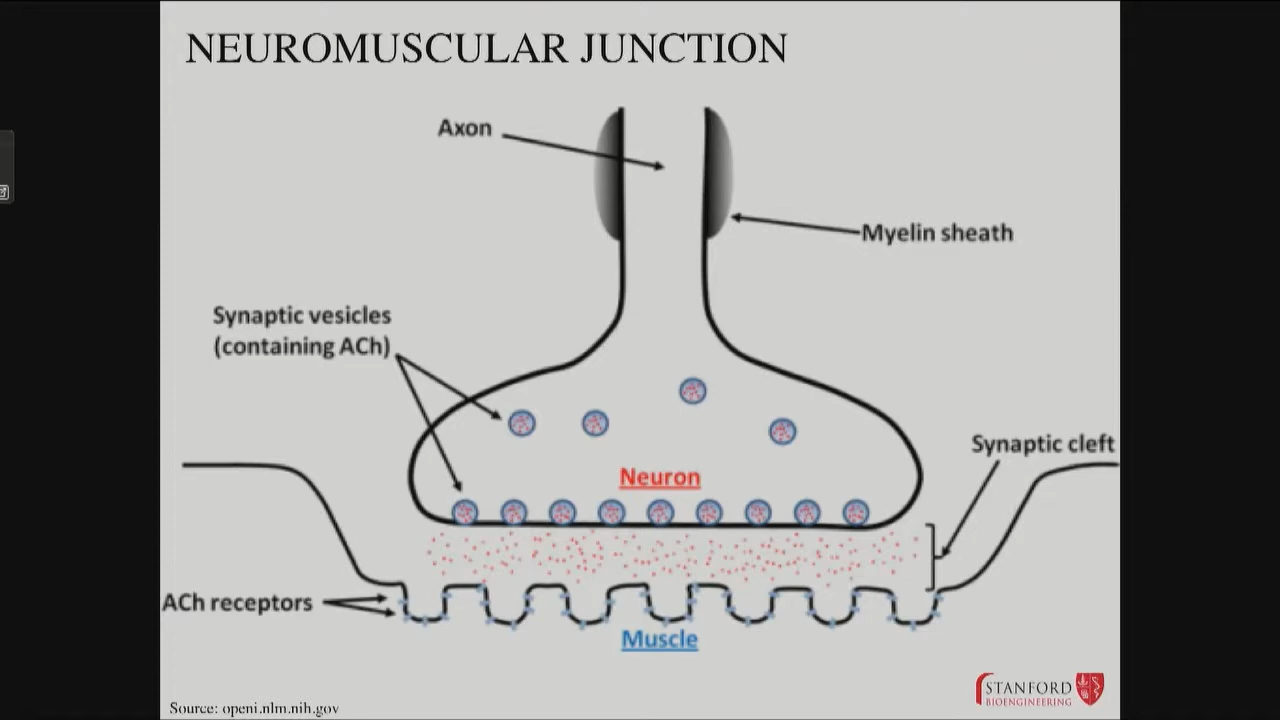 NEUROMUSCULAR JUNCTION
Axon
Myelin sheath
Synaptic vesicles
(containing ACh)
Synaptic cleft
Neuron
ACh receptors
Muscle
STANFORD
BIOENGINEERING
Source: openi.nlm.nih.gov